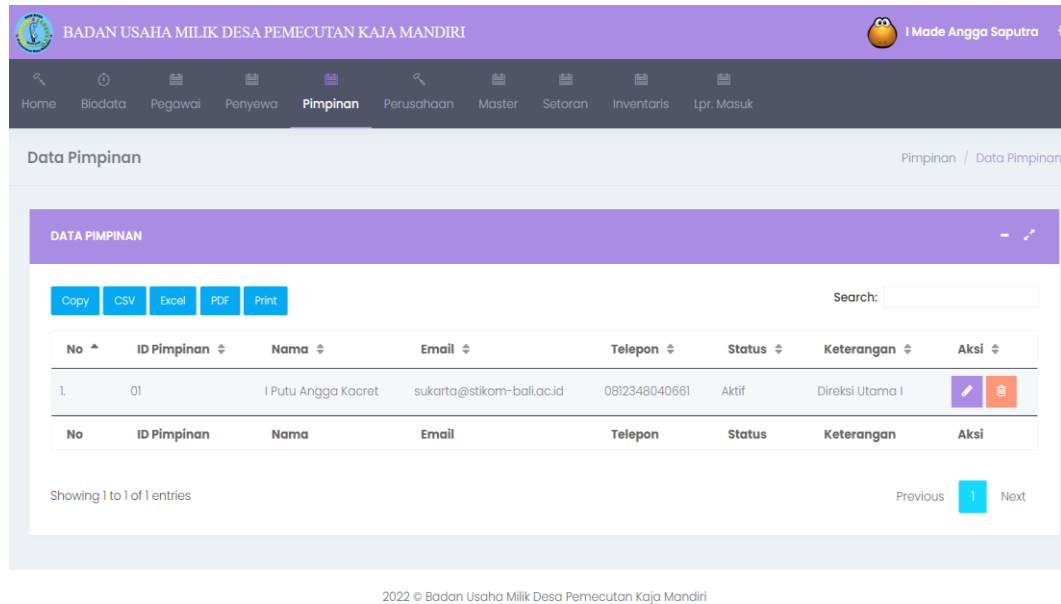 BADAN USAHA MILIK DESA PEMECUTAN KAJA MANDIRI I Made Angga Saputra
Home Biodata Pegawai Penyewa Pimpinan Perusahaan Master Setoran Inventaris Lpr. Masuk
Data Pimpinan Pimpinan / Data Pimpinan
DATA PIMPINAN
Copy CSV Excel PDF Print Search:
No ID Pimpinan Nama Email Telepon Status Keterangan Aksi
1. 01 I Putu Angga Kacret sukarta@stikom-bali.ac.id 0812348040661 Aktif Direksi Utama I
No ID Pimpinan Nama Email Telepon Status Keterangan Aksi
Showing 1 to 1 of 1 entries Previous 1 Next
2022 © Badan Usaha Milik Desa Pemecutan Kaja Mandiri